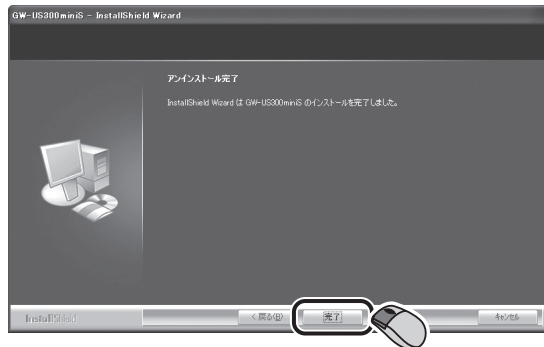 GW-US300miniS - InstallShield Wizard
アンインストール完了
InstallShield Wizard は GW-US300miniS のインストールを完了しました。
InstallShield
< 戻る(B)
完了
キャンセル